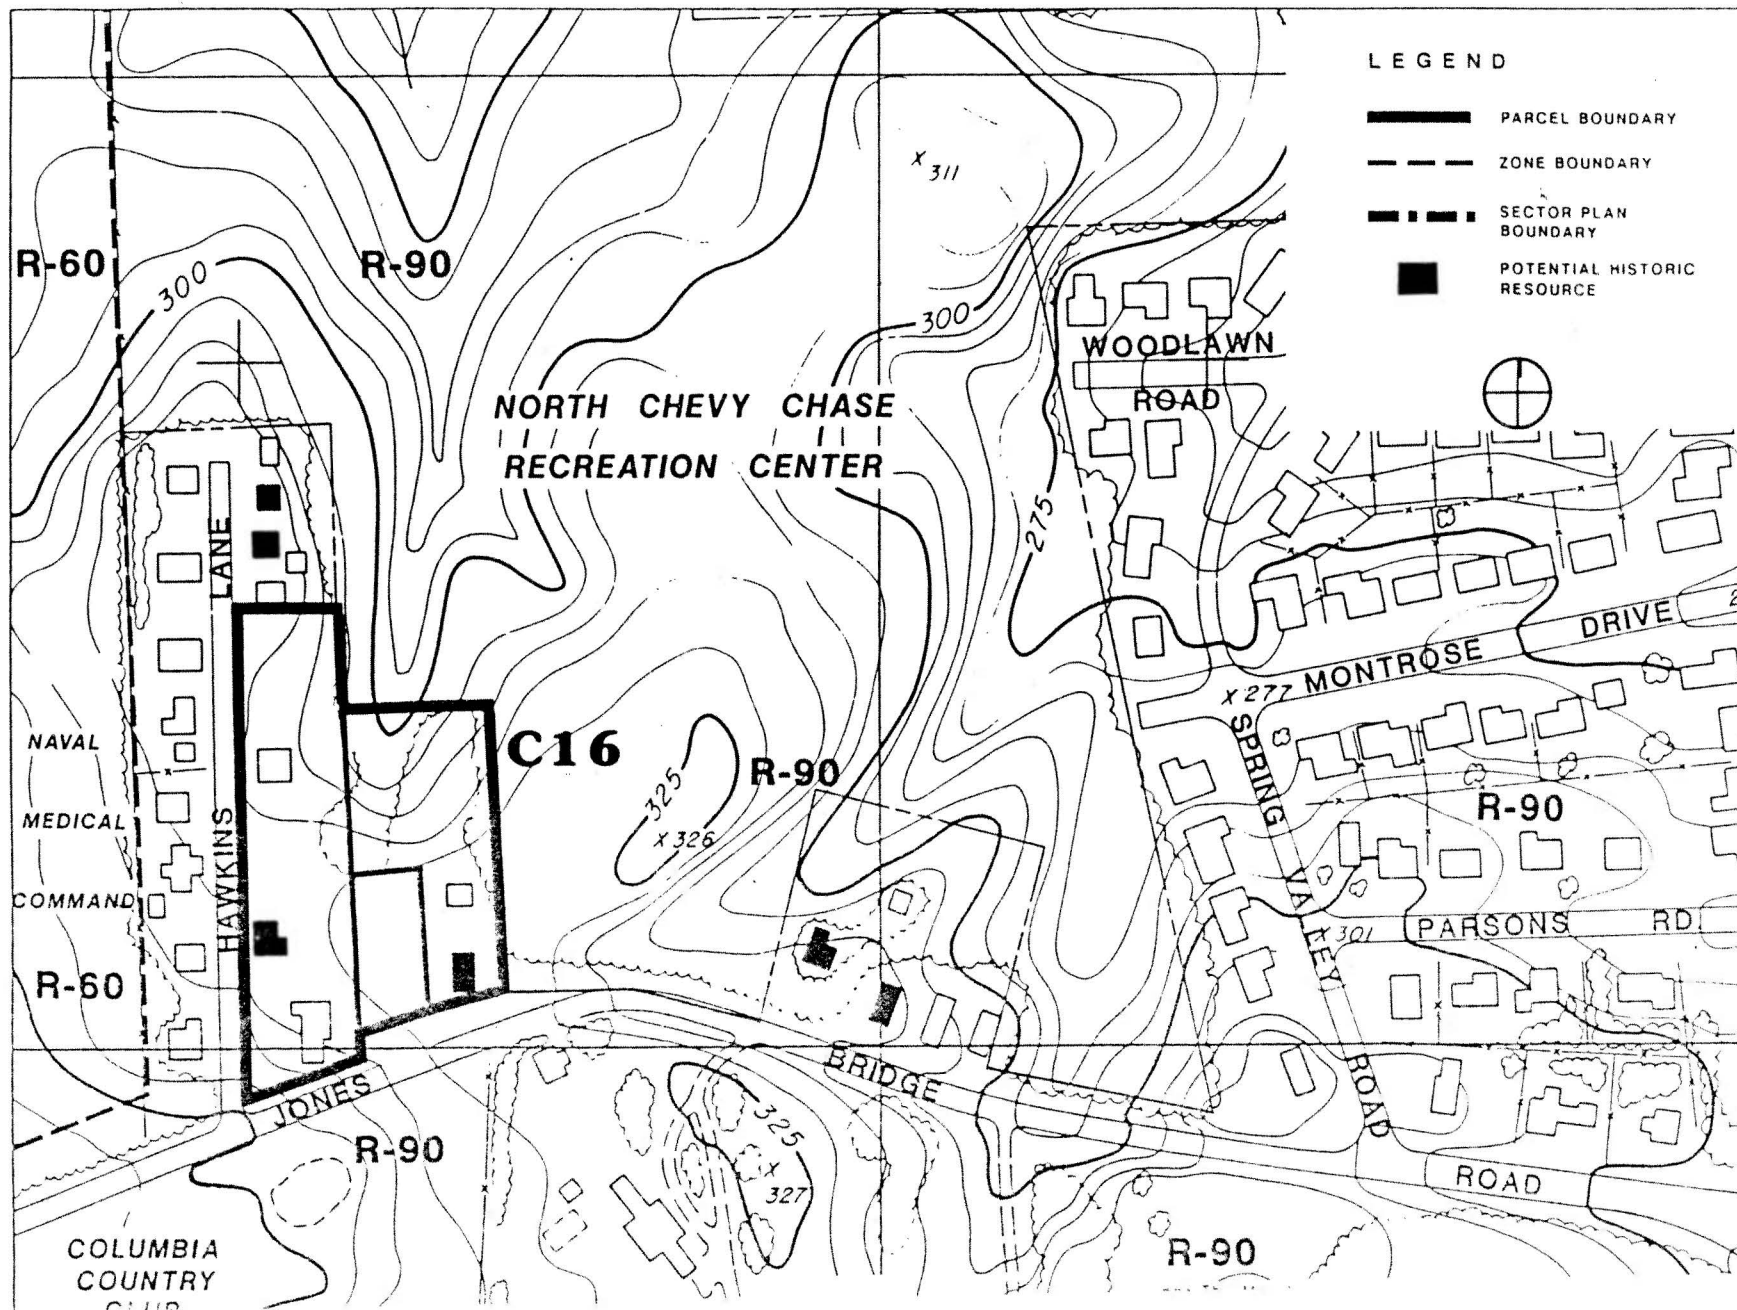 LEGEND
PARCEL BOUNDARY
ZONE BOUNDARY
SECTOR PLAN
BOUNDARY
POTENTIAL HISTORIC
RESOURCE
R-60
R-90
300
X 311
300
WOODLAWN
ROAD
NORTH CHEVY CHASE
RECREATION CENTER
275
HAWKINS LANE
MONTROSE DRIVE
X 277
SPRING VALLEY ROAD
C16
R-90
325
X 326
NAVAL
MEDICAL
COMMAND
R-90
X 301
PARSONS RD
R-60
JONES BRIDGE ROAD
R-90
325
X
327
R-90
COLUMBIA
COUNTRY
CLUB